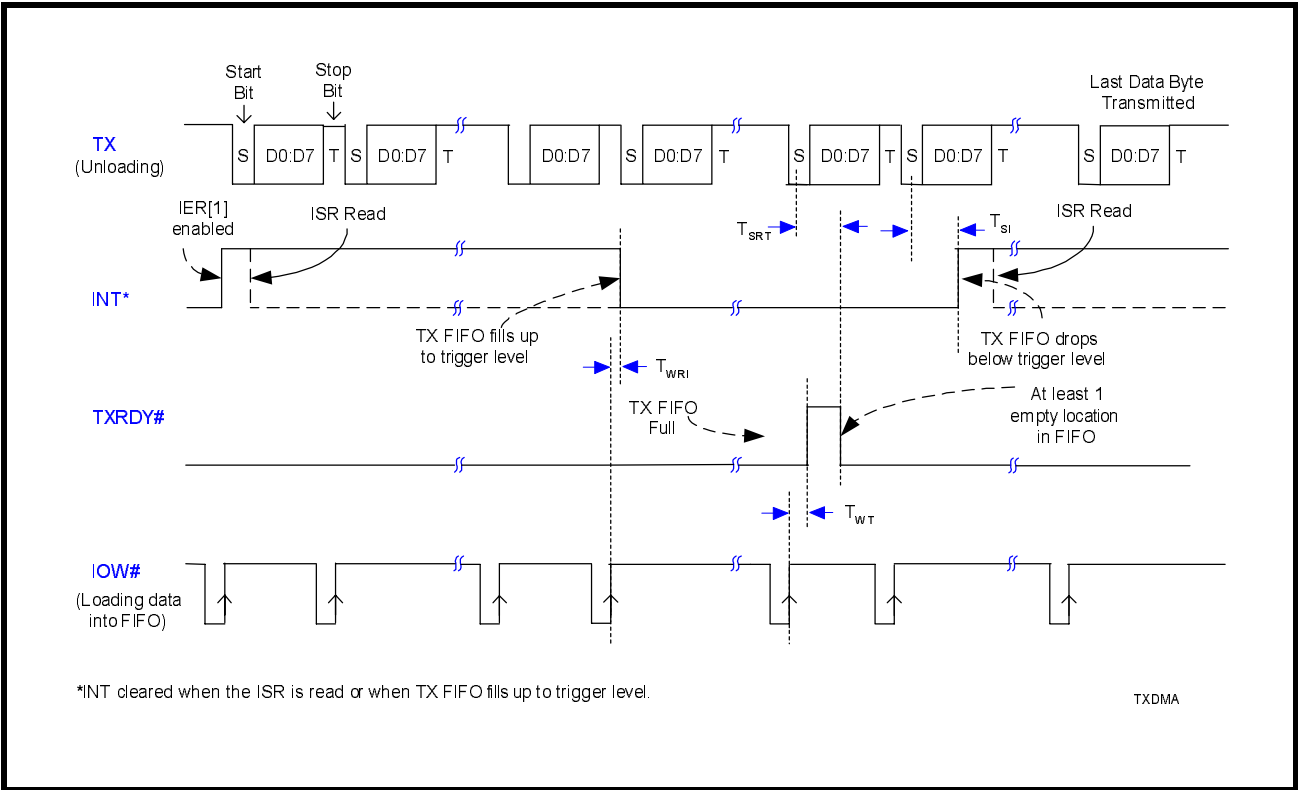 Start
Bit
Stop
Bit
Last Data Byte
Transmitted
TX
(Unloading)
S D0:D7 T S D0:D7 T D0:D7 S D0:D7 T S D0:D7 T S D0:D7 T S D0:D7 T
IER[1]
enabled
ISR Read
TSRT
TSI
ISR Read
INT*
TX FIFO fills up
to trigger level
TX FIFO drops
below trigger level
TWRI
TXRDY#
TX FIFO
Full
At least 1
empty location
in FIFO
TWT
IOW#
(Loading data
into FIFO)
*INT cleared when the ISR is read or when TX FIFO fills up to trigger level.
TXDMA